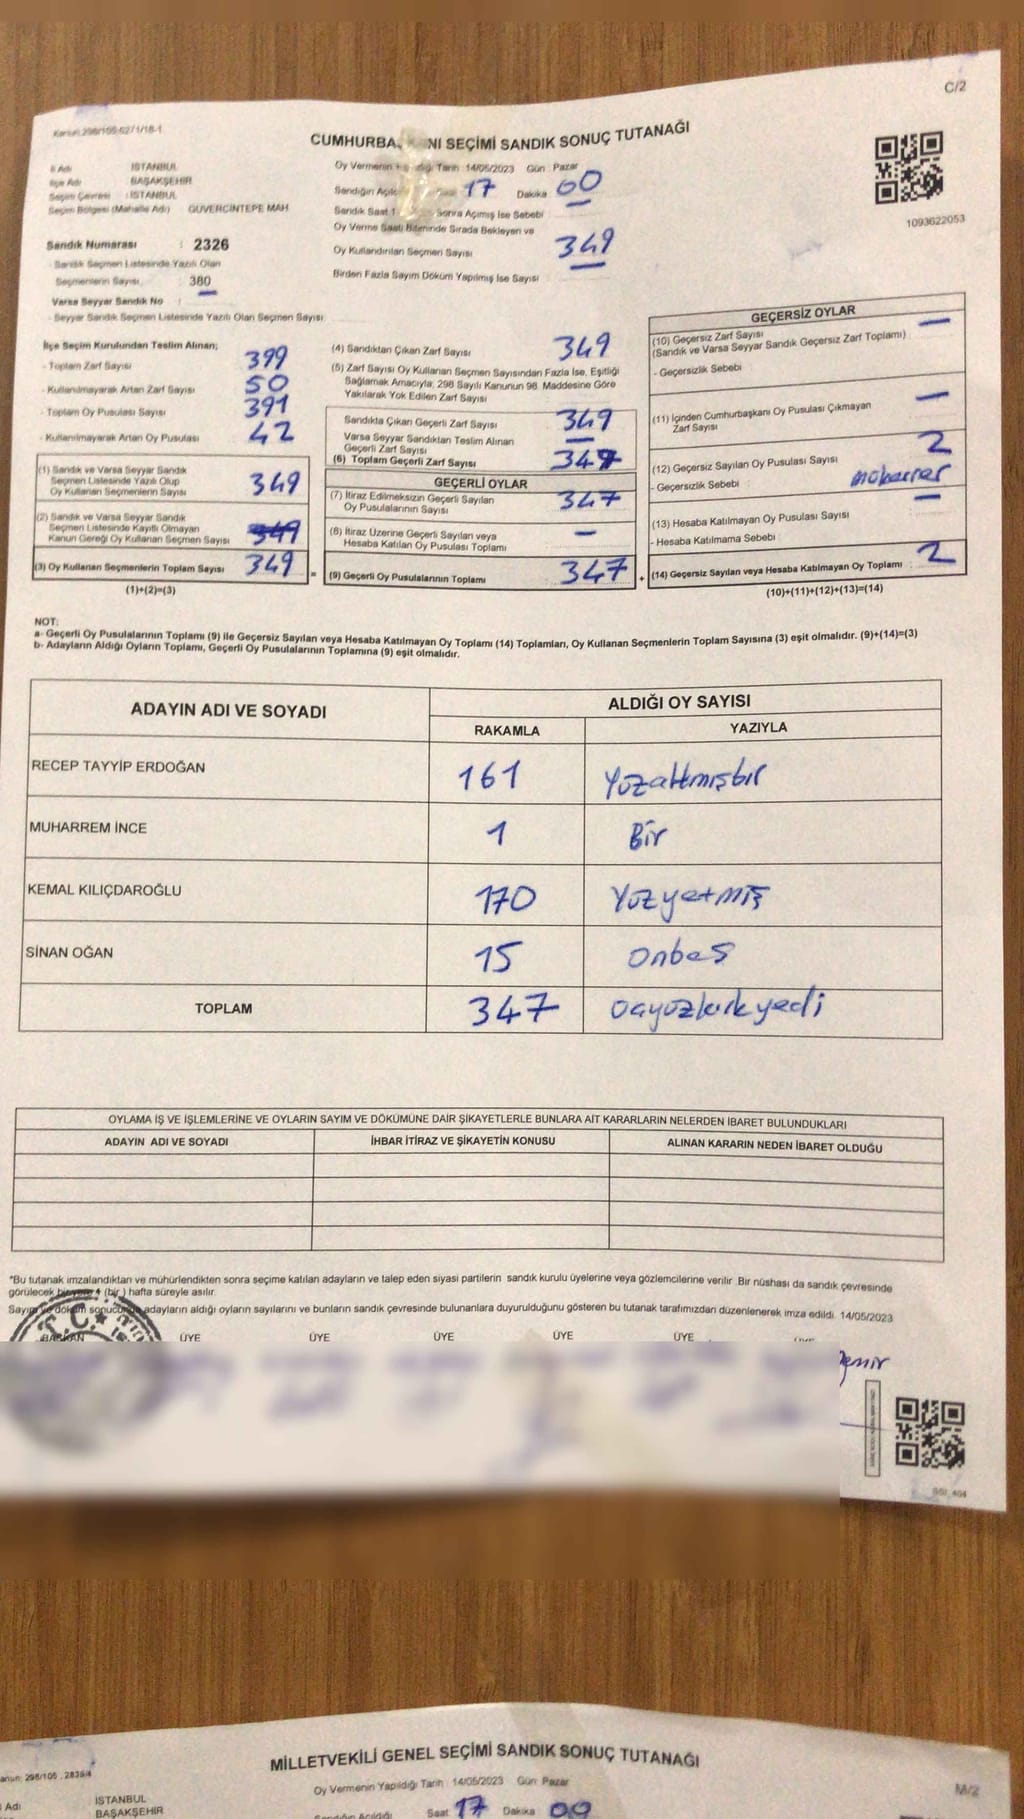 C/2
Kanun:298/105-6271/18-1
CUMHURBA NI SEÇİMİ SANDIK SONUÇ TUTANAĞI
İl Adı : İSTANBUL
İlçe Adı : BAŞAKŞEHİR
Seçim Çevresi : İSTANBUL
Seçim Bölgesi (Mahalle Adı) GÜVERCİNTEPE MAH.
Sandık Numarası : 2326
- Sandık Seçmen Listesinde Yazılı Olan
Seçmenlerin Sayısı : 380
Varsa Seyyar Sandık No :
- Seyyar Sandık Seçmen Listesinde Yazılı Olan Seçmen Sayısı:
Oy Vermenin Tarih 14/05/2023 Gün Pazar
Sandığın Açılı 17 Dakika 00
Sandık Saat 1 Sonra Açımış İse Sebebi
Oy Verme Saati Bitiminde Sırada Bekleyen ve
Oy Kullandırılan Seçmen Sayısı 349
Birden Fazla Sayım Döküm Yapılmış İse Sayısı
1093622053
İlçe Seçim Kurulundan Teslim Alınan;
- Toplam Zarf Sayısı 399
- Kullanılmayarak Artan Zarf Sayısı 50
- Toplam Oy Pusulası Sayısı 391
- Kullanılmayarak Artan Oy Pusulası 42
(1) Sandık ve Varsa Seyyar Sandık
Seçmen Listesinde Yazılı Olup
Oy Kullanan Seçmenlerin Sayısı 349
(2) Sandık ve Varsa Seyyar Sandık
Seçmen Listesinde Kayıtlı Olmayan
Kanun Gereği Oy Kullanan Seçmen Sayısı 349
(3) Oy Kullanan Seçmenlerin Toplam Sayısı 349
(1)+(2)=(3)
(4) Sandıktan Çıkan Zarf Sayısı 349
(5) Zarf Sayısı Oy Kullanan Seçmen Sayısından Fazla İse, Eşitliği
Sağlamak Amacıyla, 298 Sayılı Kanunun 98. Maddesine Göre
Yakılarak Yok Edilen Zarf Sayısı
Sandıkta Çıkan Geçerli Zarf Sayısı 349
Varsa Seyyar Sandıktan Teslim Alınan
Geçerli Zarf Sayısı —
(6) Toplam Geçerli Zarf Sayısı 349
GEÇERLİ OYLAR
(7) İtiraz Edilmeksizin Geçerli Sayılan
Oy Pusulalarının Sayısı 347
(8) İtiraz Üzerine Geçerli Sayılan veya
Hesaba Katılan Oy Pusulası Toplamı —
= (9) Geçerli Oy Pusulalarının Toplamı 347 +
GEÇERSİZ OYLAR
(10) Geçersiz Zarf Sayısı —
(Sandık ve Varsa Seyyar Sandık Geçersiz Zarf Toplamı)
- Geçersizlik Sebebi
(11) İçinden Cumhurbaşkanı Oy Pusulası Çıkmayan —
Zarf Sayısı
(12) Geçersiz Sayılan Oy Pusulası Sayısı 2
- Geçersizlik Sebebi
(13) Hesaba Katılmayan Oy Pusulası Sayısı —
- Hesaba Katılmama Sebebi
(14) Geçersiz Sayılan veya Hesaba Katılmayan Oy Toplamı 2
(10)+(11)+(12)+(13)=(14)
NOT:
a- Geçerli Oy Pusulalarının Toplamı (9) ile Geçersiz Sayılan veya Hesaba Katılmayan Oy Toplamı (14) Toplamları, Oy Kullanan Seçmenlerin Toplam Sayısına (3) eşit olmalıdır. (9)+(14)=(3)
b- Adayların Aldığı Oyların Toplamı, Geçerli Oy Pusulalarının Toplamına (9) eşit olmalıdır.
ADAYIN ADI VE SOYADI ALDIĞI OY SAYISI
RAKAMLA YAZIYLA
RECEP TAYYİP ERDOĞAN 161 Yüzaltmışbir
MUHARREM İNCE 1 Bir
KEMAL KILIÇDAROĞLU 170 Yüzyetmiş
SİNAN OĞAN 15 Onbeş
TOPLAM 347 üçyüzkırkyedi
OYLAMA İŞ VE İŞLEMLERİNE VE OYLARIN SAYIM VE DÖKÜMÜNE DAİR ŞİKAYETLERLE BUNLARA AİT KARARLARIN NELERDEN İBARET BULUNDUKLARI
ADAYIN ADI VE SOYADI İHBAR İTİRAZ VE ŞİKAYETİN KONUSU ALINAN KARARIN NEDEN İBARET OLDUĞU
*Bu tutanak imzalandıktan ve mühürlendikten sonra seçime katılan adayların ve talep eden siyasi partilerin sandık kurulu üyelerine veya gözlemcilerine verilir. Bir nüshası da sandık çevresinde
görülecek bir yere 1 (bir ) hafta süreyle asılır.
Sayım ve döküm sonucunda adayların aldığı oyların sayılarını ve bunların sandık çevresinde bulunanlara duyurulduğunu gösteren bu tutanak tarafımızdan düzenlenerek imza edildi. 14/05/2023
T.C.
BAŞKAN ÜYE ÜYE ÜYE ÜYE ÜYE
MİLLETVEKİLİ GENEL SEÇİMİ SANDIK SONUÇ TUTANAĞI
anun: 298/105 . 2839/4
M/2
Oy Vermenin Yapıldığı Tarih : 14/05/2023 Gün: Pazar
l Adı İSTANBUL
BAŞAKŞEHİR
Sandığın Açıldığı Saat 17 Dakika 00